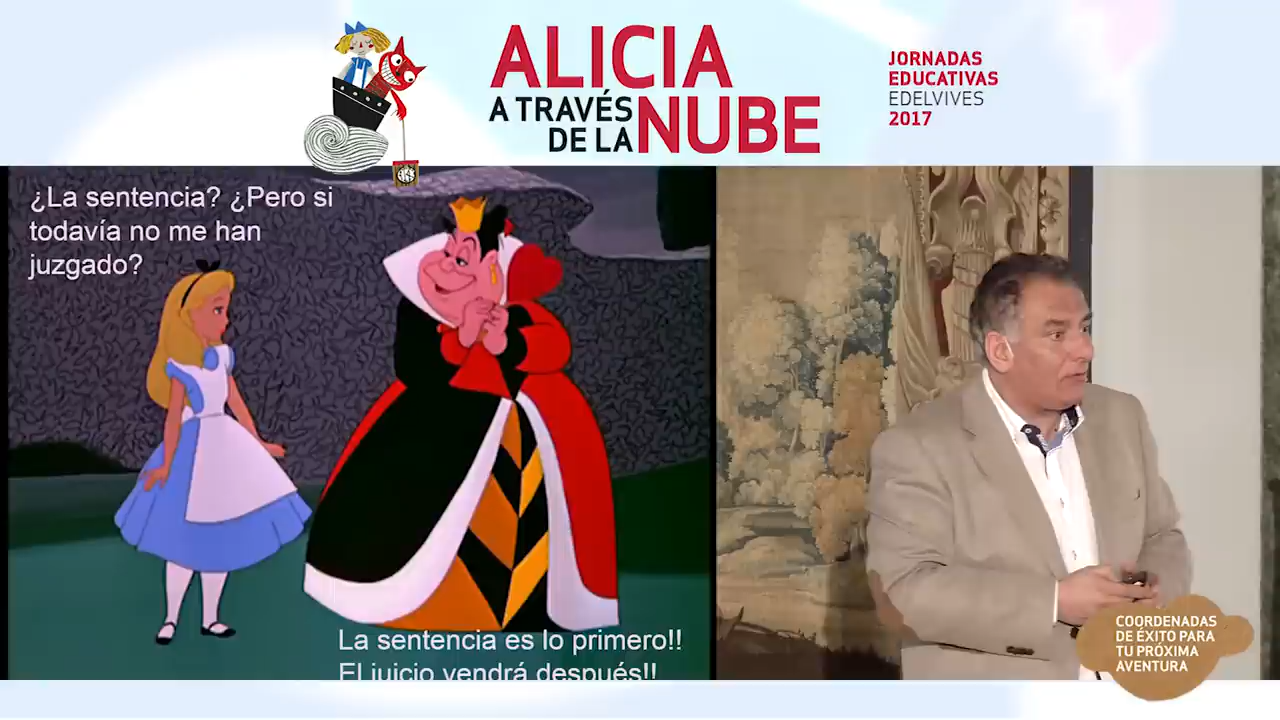 ALICIA
A TRAVÉS
DE LA NUBE
JORNADAS
EDUCATIVAS
EDELVIVES
2017
¿La sentencia? ¿Pero si
todavía no me han
juzgado?
La sentencia es lo primero!!
El juicio vendrá después!!
COORDENADAS
DE ÉXITO PARA
TU PRÓXIMA
AVENTURA